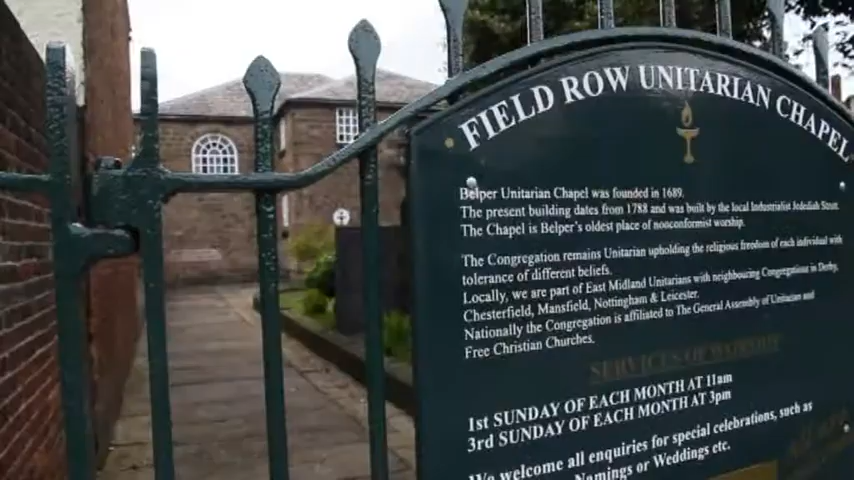 FIELD ROW UNITARIAN CHAPEL
Belper Unitarian Chapel was founded in 1689.
The present building dates from 1788 and was built by the local Industrialist Jedediah Strutt.
The Chapel is Belper's oldest place of nonconformist worship.
The Congregation remains Unitarian upholding the religious freedom of each individual with
tolerance of different beliefs.
Locally, we are part of East Midland Unitarians with neighbouring Congregations in Derby,
Chesterfield, Mansfield, Nottingham & Leicester.
Nationally the Congregation is affiliated to The General Assembly of Unitarian and
Free Christian Churches.
SERVICES OF WORSHIP
1st SUNDAY OF EACH MONTH AT 11am
3rd SUNDAY OF EACH MONTH AT 3pm
We welcome all enquiries for special celebrations, such as
Namings or Weddings etc.